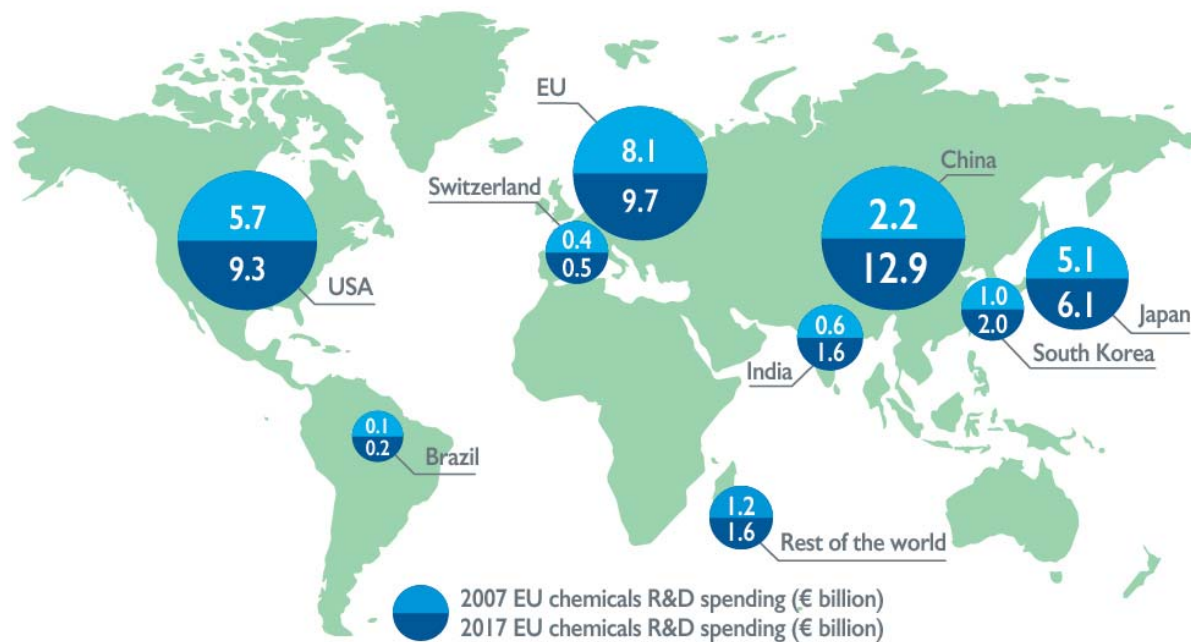 EU
8.1
9.7
China
2.2
12.9
Switzerland
0.4
0.5
5.7
9.3
USA
5.1
6.1
Japan
1.0
2.0
South Korea
0.6
1.6
India
0.1
0.2
Brazil
1.2
1.6
Rest of the world
2007 EU chemicals R&D spending (€ billion)
2017 EU chemicals R&D spending (€ billion)